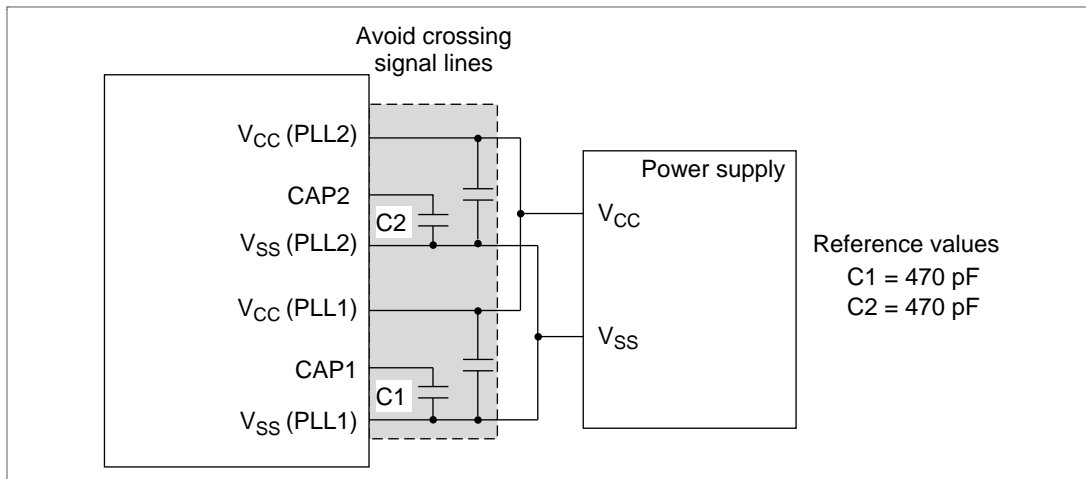 Avoid crossing
signal lines
VCC (PLL2)
CAP2
C2
VSS (PLL2)
VCC (PLL1)
CAP1
C1
VSS (PLL1)
Power supply
VCC
VSS
Reference values
C1 = 470 pF
C2 = 470 pF